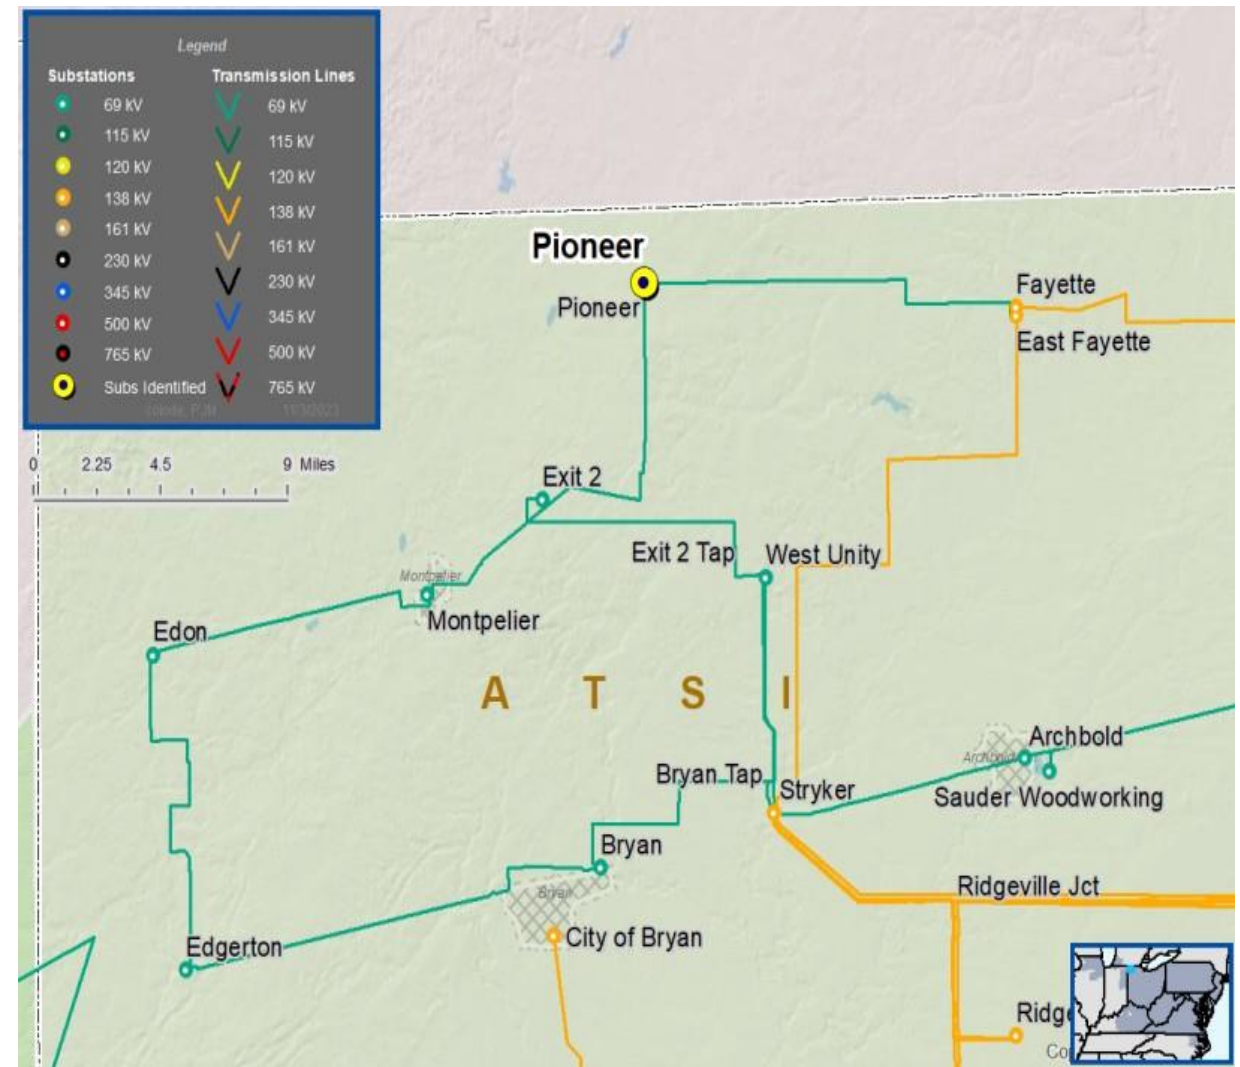 Legend
Substations Transmission Lines
69 kV 69 kV
115 kV 115 kV
120 kV 120 kV
138 kV 138 kV
161 kV 161 kV
230 kV 230 kV
345 kV 345 kV
500 kV 500 kV
765 kV
Subs Identified 765 kV
PJM 11/3/2023
0 2.25 4.5 9 Miles
Pioneer
Pioneer
Fayette
East Fayette
Exit 2
Exit 2 Tap West Unity
Montpelier
Montpelier
Edon
A T S I
Archbold
Archbold
Bryan Tap Stryker
Sauder Woodworking
Bryan
Bryan
Ridgeville Jct
City of Bryan
Edgerton